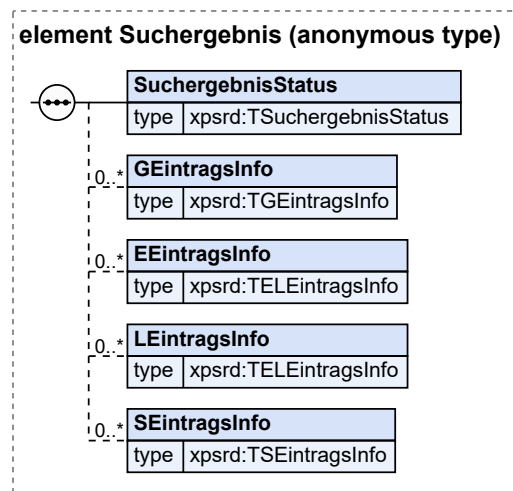 element Suchergebnis (anonymous type)
SuchergebnisStatus
type xpsrd:TSuchergebnisStatus
0..* GEintragsInfo
type xpsrd:TGEintragsInfo
0..* EEintragsInfo
type xpsrd:TELEintragsInfo
0..* LEintragsInfo
type xpsrd:TELEintragsInfo
0..* SEintragsInfo
type xpsrd:TSEintragsInfo